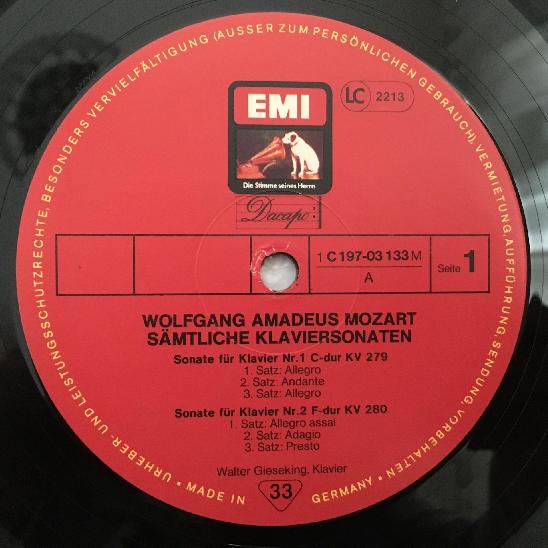 URHEBER- UND LEISTUNGSSCHUTZRECHTE, BESONDERS VERVIELFÄLTIGUNG (AUSSER ZUM PERSÖNLICHEN GEBRAUCH), VERMIETUNG, AUFFÜHRUNG, SENDUNG VORBEHALTEN
EMI
LC 2213
Die Stimme seines Herrn
Dacapo
1 C 197-03 133 M
A
Seite 1
WOLFGANG AMADEUS MOZART
SÄMTLICHE KLAVIERSONATEN
Sonate für Klavier Nr.1 C-dur KV 279
1. Satz: Allegro
2. Satz: Andante
3. Satz: Allegro
Sonate für Klavier Nr.2 F-dur KV 280
1. Satz: Allegro assai
2. Satz: Adagio
3. Satz: Presto
Walter Gieseking, Klavier
• MADE IN
33
GERMANY •